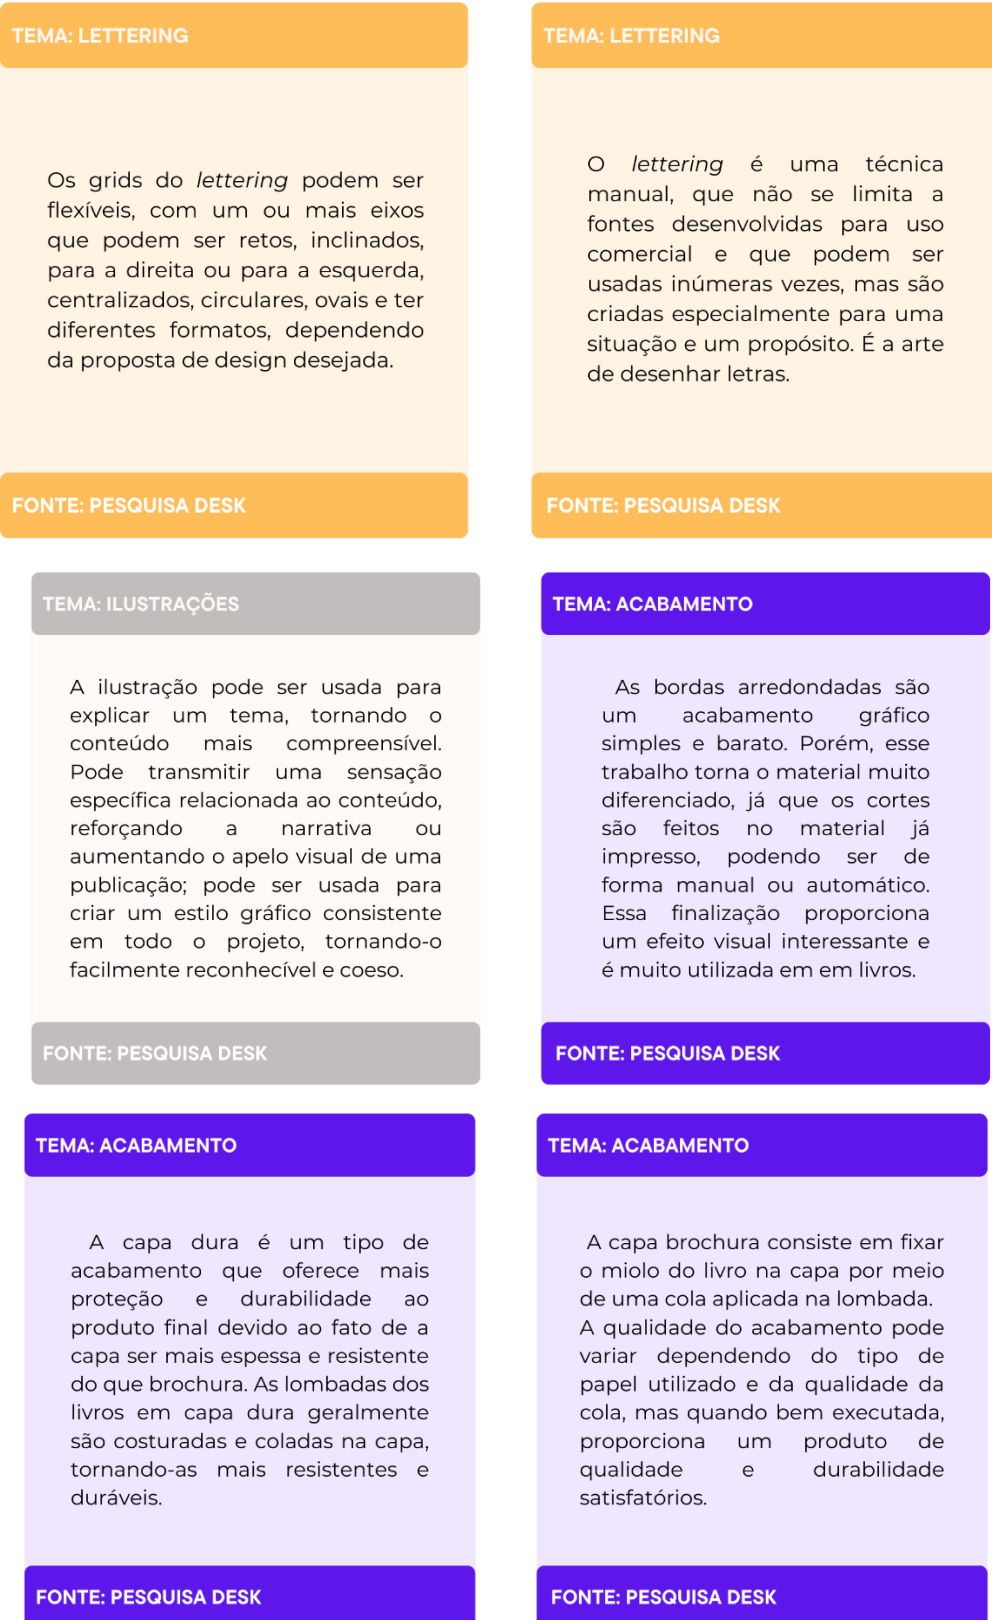 TEMA: LETTERING
Os grids do lettering podem ser
flexíveis, com um ou mais eixos
que podem ser retos, inclinados,
para a direita ou para a esquerda,
centralizados, circulares, ovais e ter
diferentes formatos, dependendo
da proposta de design desejada.
FONTE: PESQUISA DESK
TEMA: LETTERING
O lettering é uma técnica
manual, que não se limita a
fontes desenvolvidas para uso
comercial e que podem ser
usadas inúmeras vezes, mas são
criadas especialmente para uma
situação e um propósito. É a arte
de desenhar letras.
FONTE: PESQUISA DESK
TEMA: ILUSTRAÇÕES
A ilustração pode ser usada para
explicar um tema, tornando o
conteúdo mais compreensível.
Pode transmitir uma sensação
específica relacionada ao conteúdo,
reforçando a narrativa ou
aumentando o apelo visual de uma
publicação; pode ser usada para
criar um estilo gráfico consistente
em todo o projeto, tornando-o
facilmente reconhecível e coeso.
FONTE: PESQUISA DESK
TEMA: ACABAMENTO
As bordas arredondadas são
um acabamento gráfico
simples e barato. Porém, esse
trabalho torna o material muito
diferenciado, já que os cortes
são feitos no material já
impresso, podendo ser de
forma manual ou automático.
Essa finalização proporciona
um efeito visual interessante e
é muito utilizada em em livros.
FONTE: PESQUISA DESK
TEMA: ACABAMENTO
A capa dura é um tipo de
acabamento que oferece mais
proteção e durabilidade ao
produto final devido ao fato de a
capa ser mais espessa e resistente
do que brochura. As lombadas dos
livros em capa dura geralmente
são costuradas e coladas na capa,
tornando-as mais resistentes e
duráveis.
FONTE: PESQUISA DESK
TEMA: ACABAMENTO
A capa brochura consiste em fixar
o miolo do livro na capa por meio
de uma cola aplicada na lombada.
A qualidade do acabamento pode
variar dependendo do tipo de
papel utilizado e da qualidade da
cola, mas quando bem executada,
proporciona um produto de
qualidade e durabilidade
satisfatórios.
FONTE: PESQUISA DESK